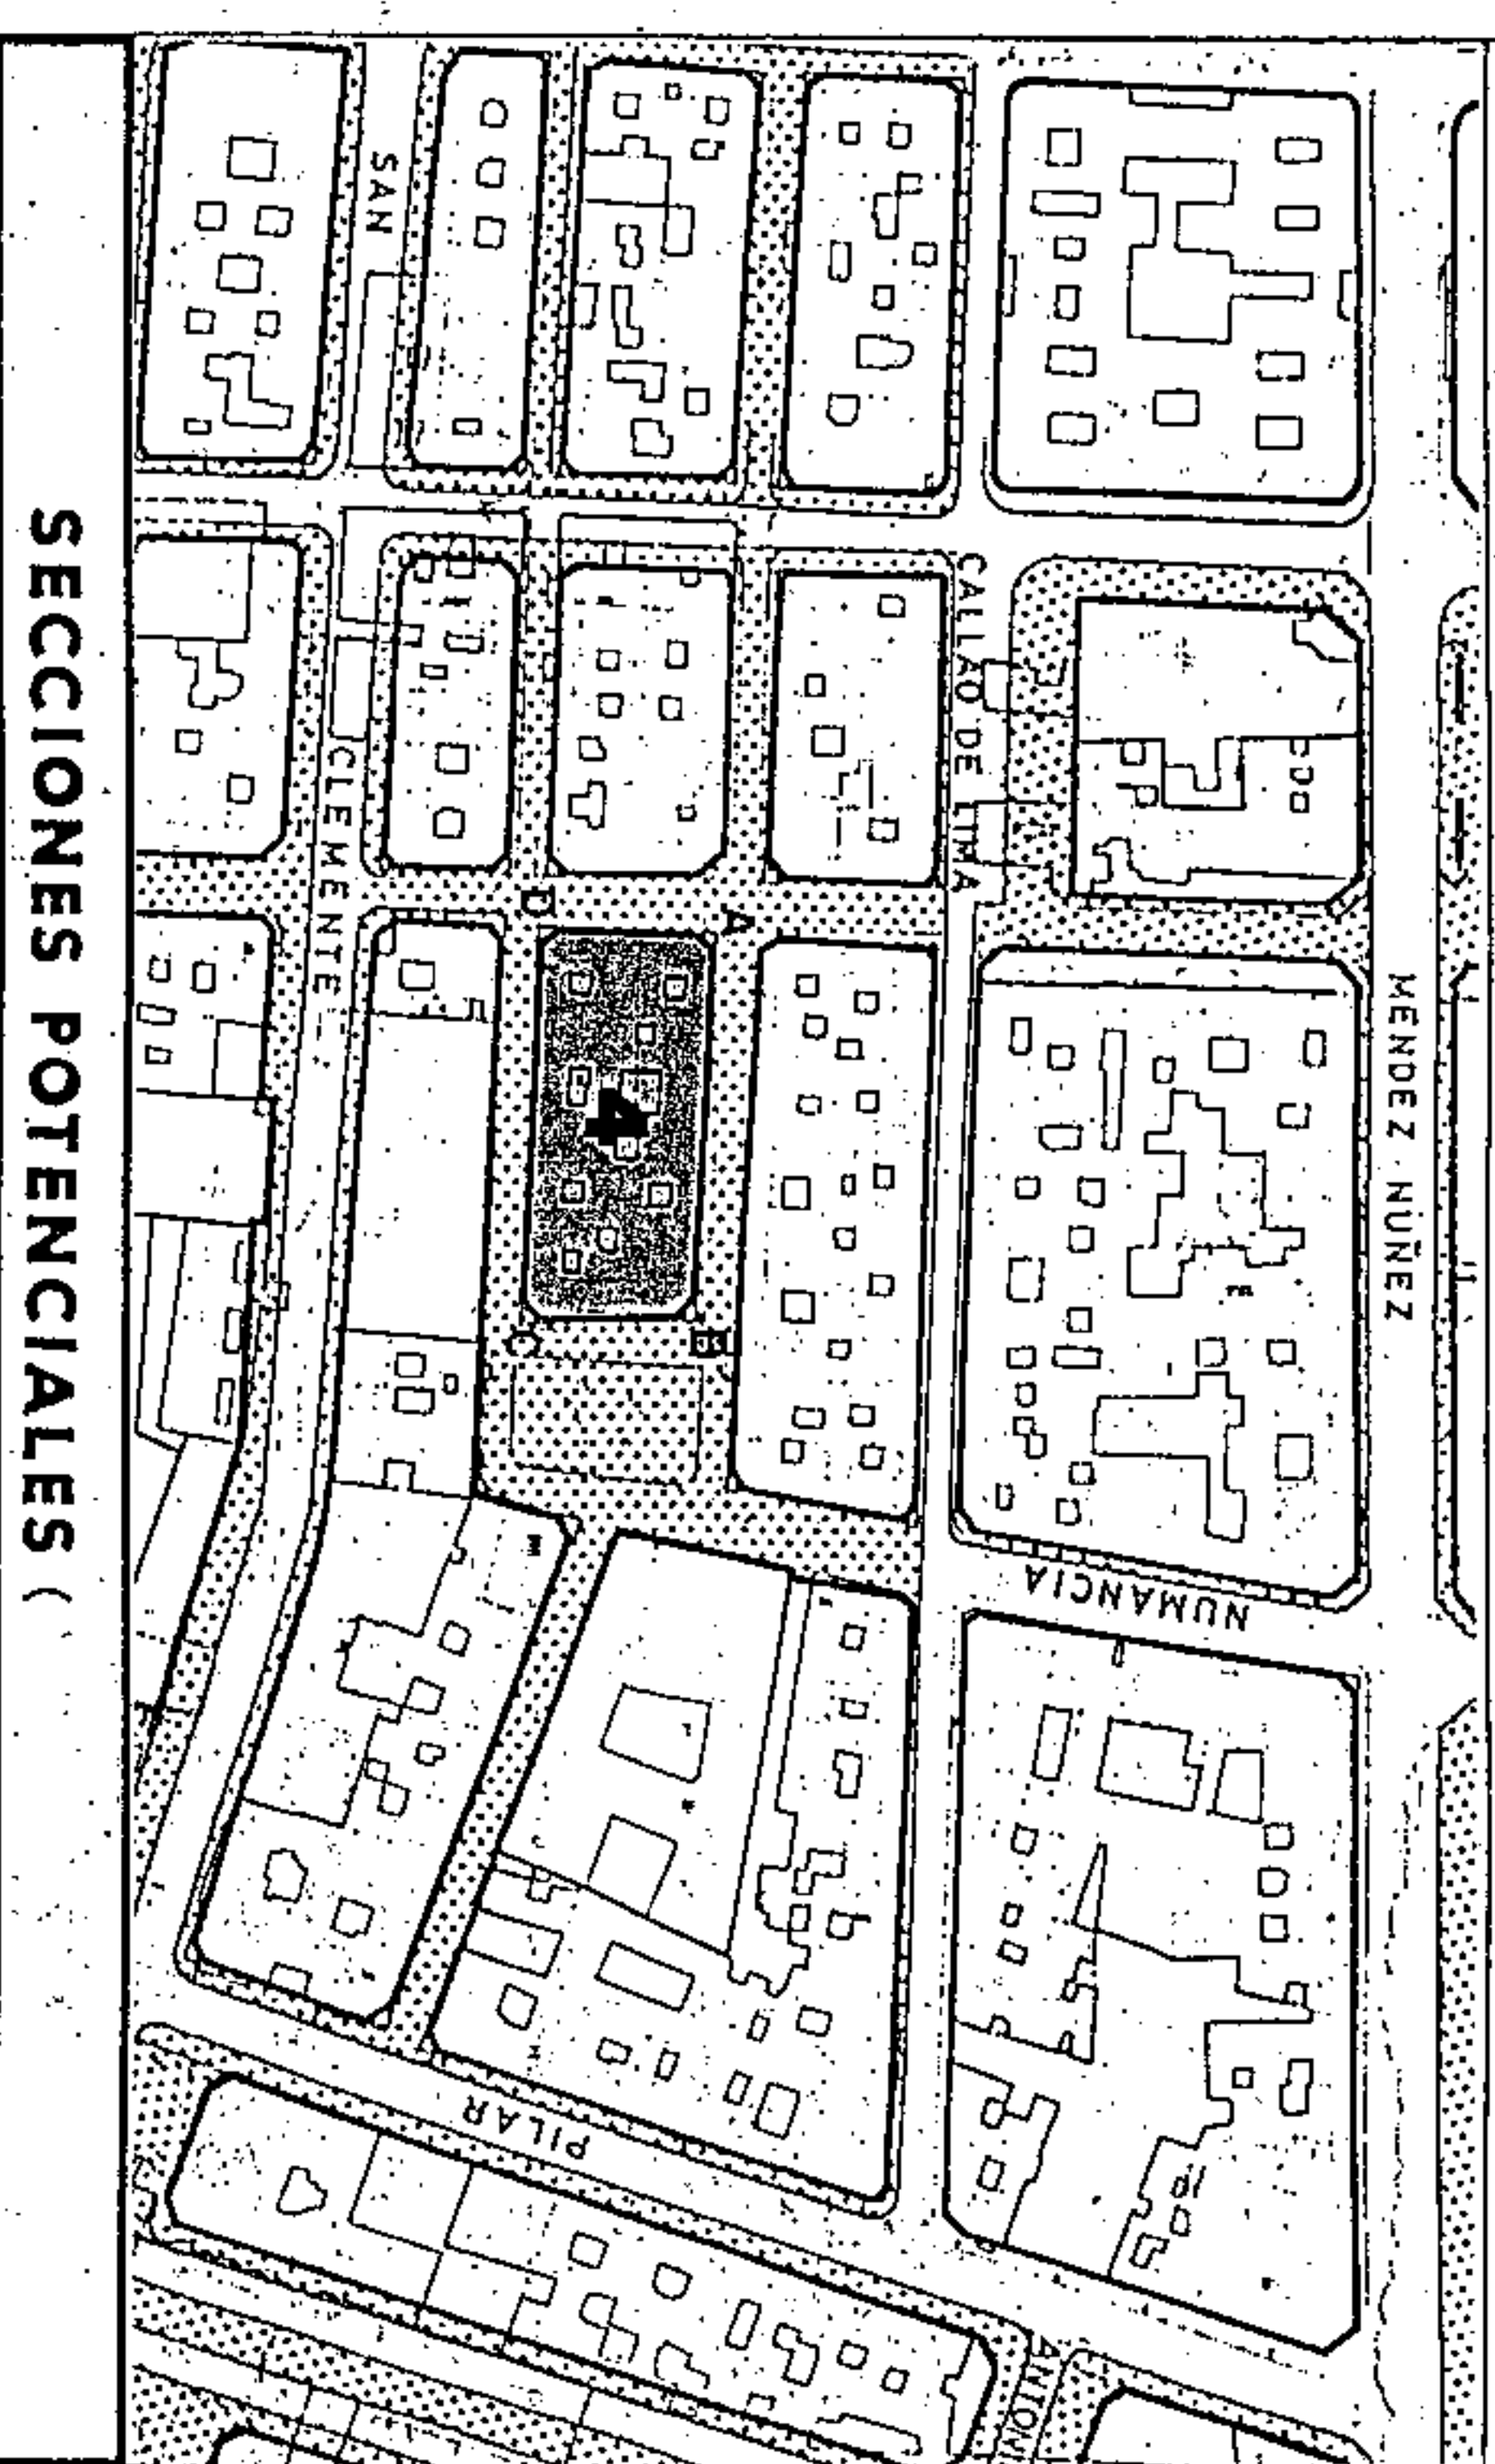 SECCIONES POTENCIALES (
SAN
CLEMENTE
CALLAO DE LIMA
MENDEZ NUÑEZ
NUMANCIA
PILAR
D
A
4
C
B